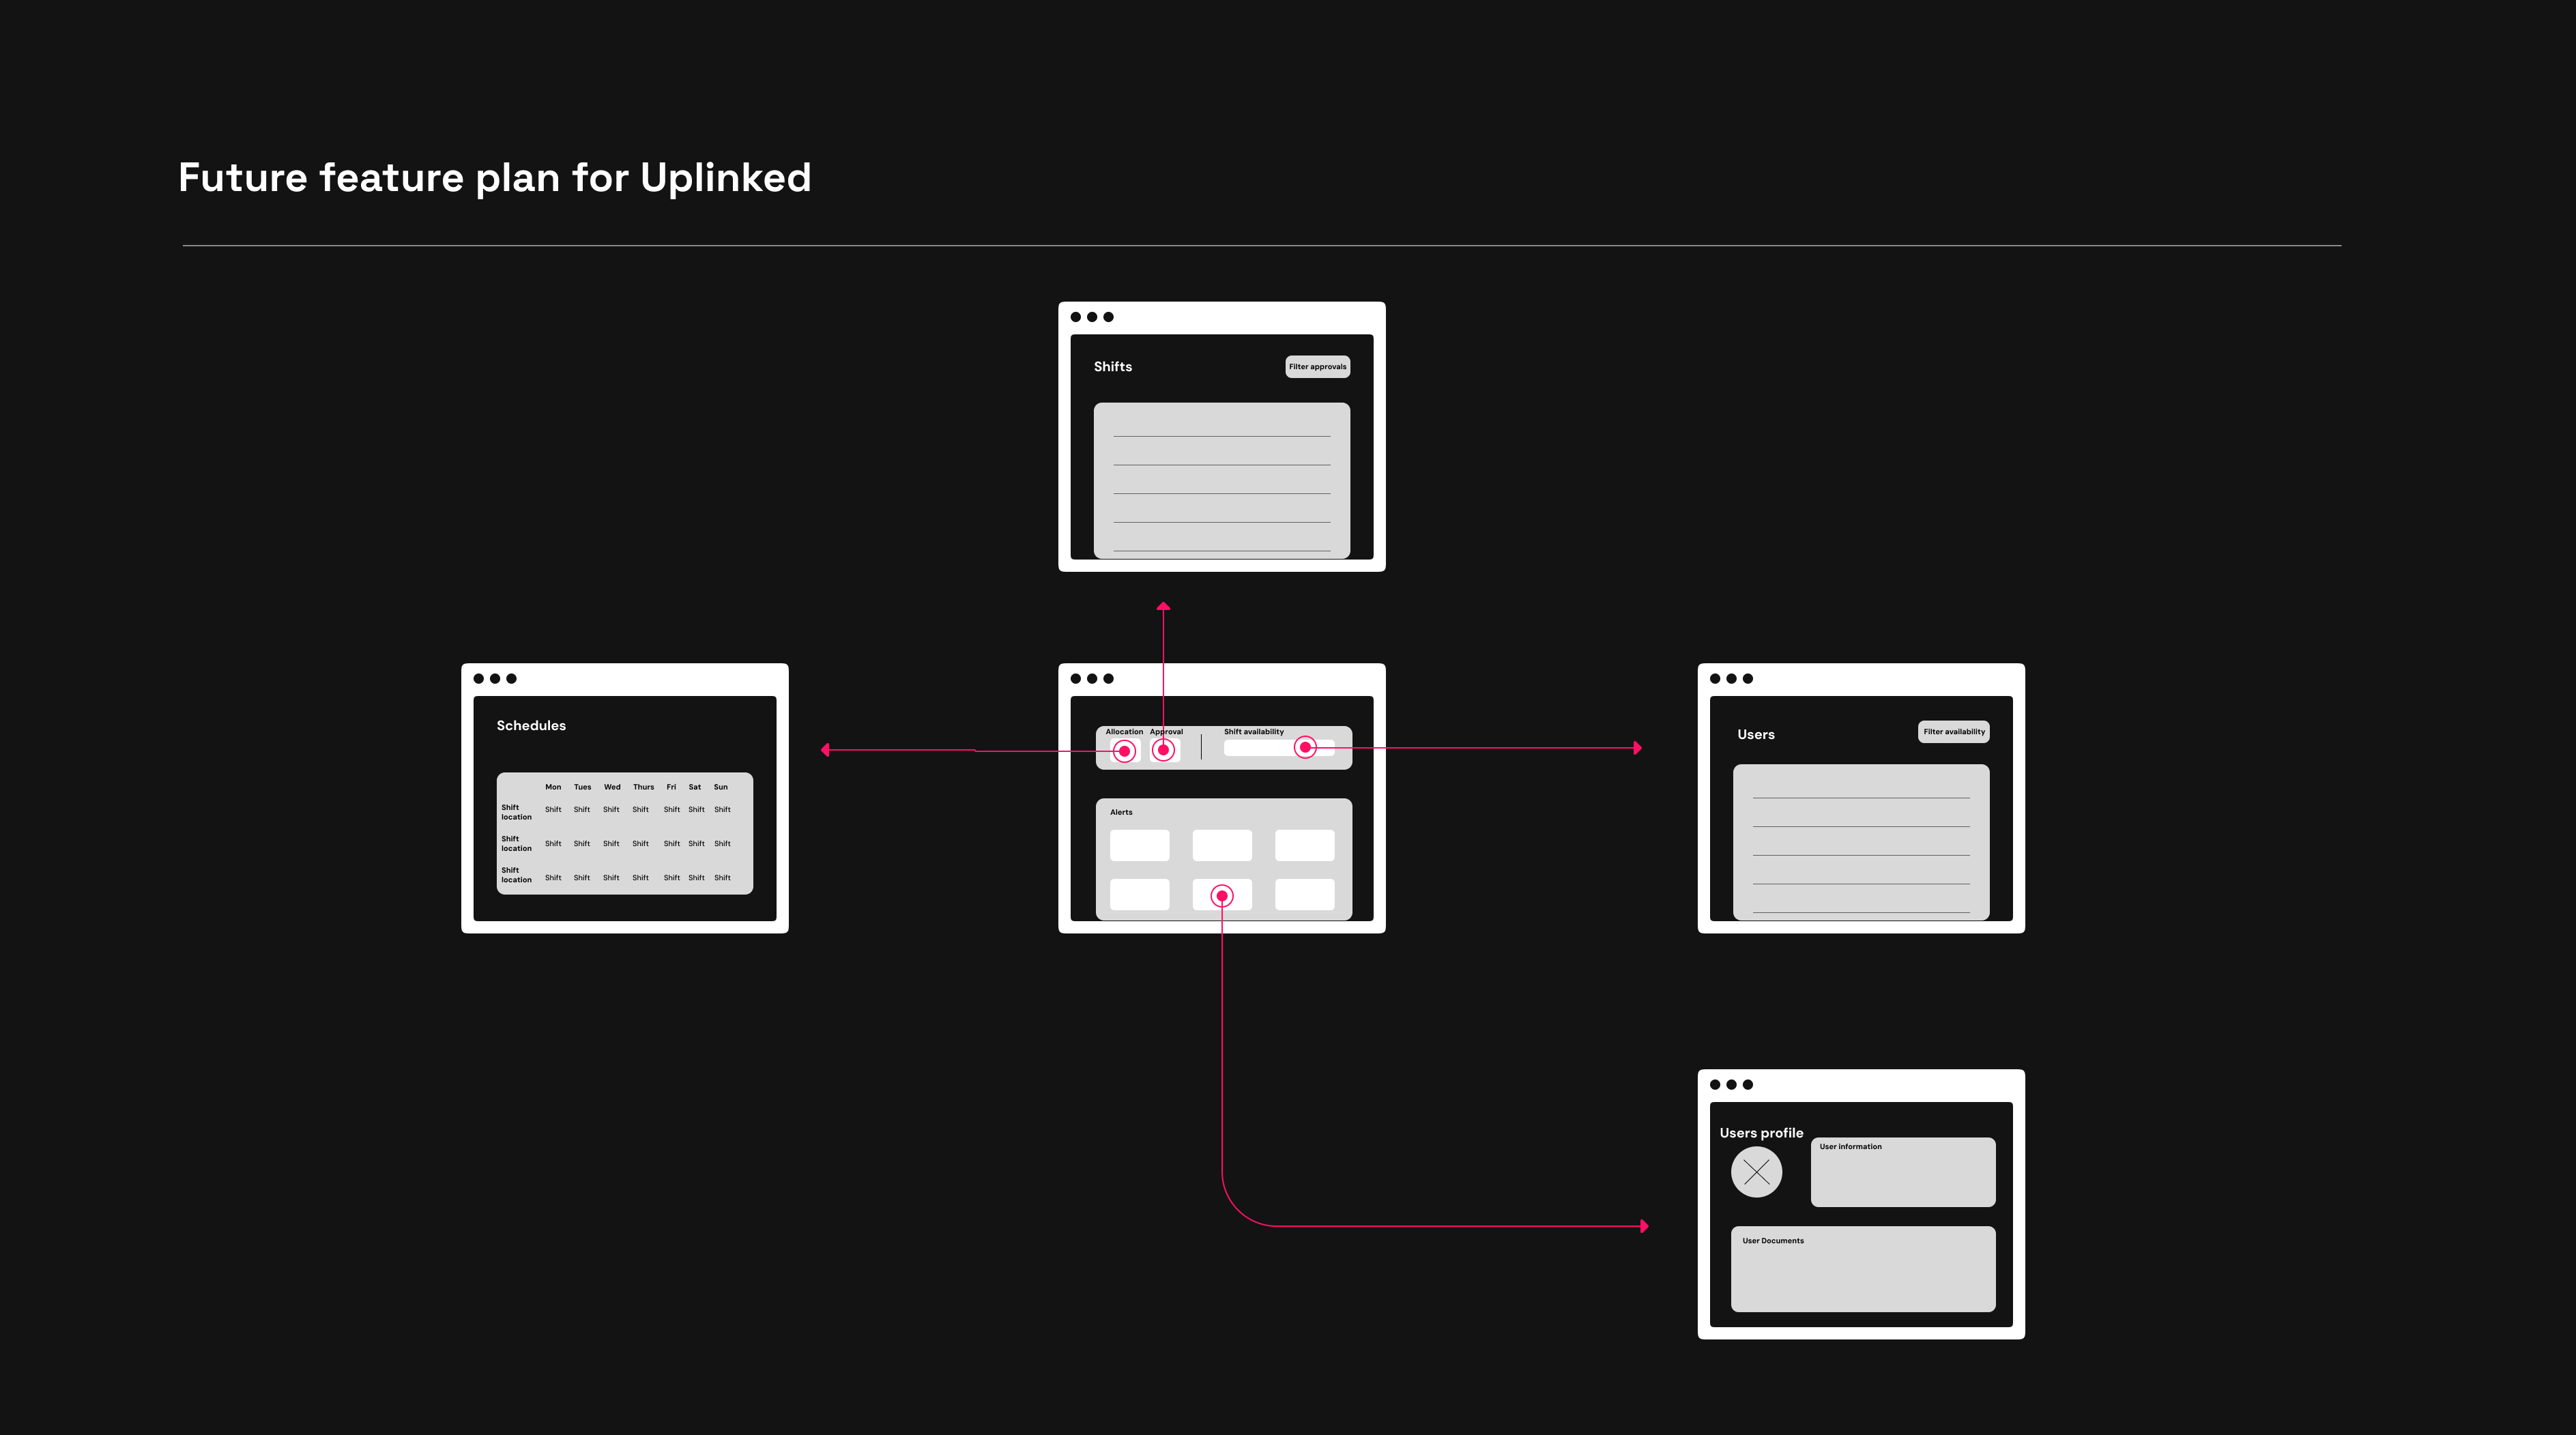 Future feature plan for Uplinked
Shifts
Filter approvals
Schedules
Mon Tues Wed Thurs Fri Sat Sun
Shift
location
Shift Shift Shift Shift Shift Shift Shift
Shift
location
Shift Shift Shift Shift Shift Shift Shift
Shift
location
Shift Shift Shift Shift Shift Shift Shift
Allocation Approval Shift availability
Alerts
Users
Filter availability
Users profile
User information
User Documents